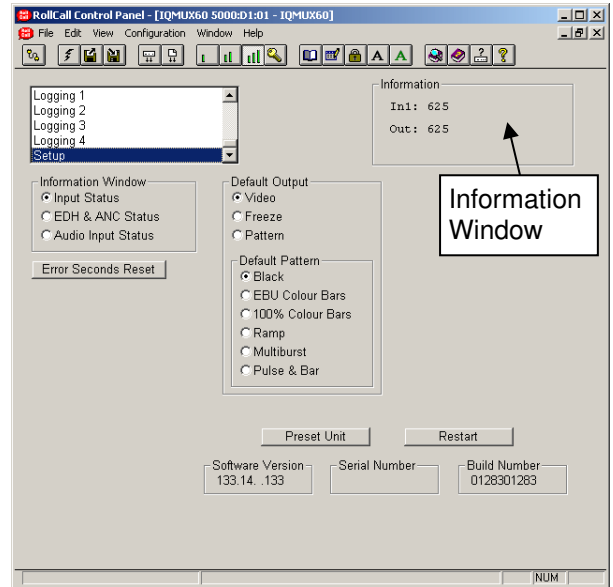 RollCall Control Panel - [IQMUX60 5000:D1:01 - IQMUX60]
File Edit View Configuration Window Help
A A
Logging 1
Logging 2
Logging 3
Logging 4
Setup
Information
In1: 625
Out: 625
Information
Window
Information Window
Input Status
EDH & ANC Status
Audio Input Status
Error Seconds Reset
Default Output
Video
Freeze
Pattern
Default Pattern
Black
EBU Colour Bars
100% Colour Bars
Ramp
Multiburst
Pulse & Bar
Preset Unit
Restart
Software Version
133.14. .133
Serial Number
Build Number
0128301283
NUM